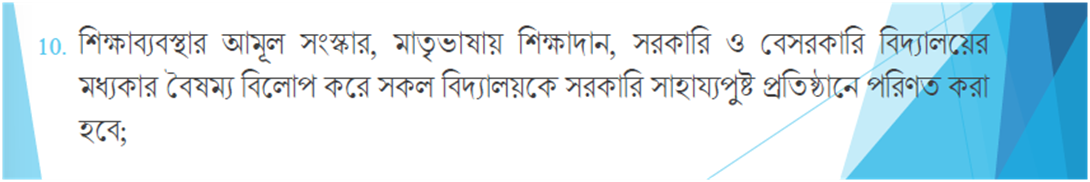 10. শিক্ষাব্যবস্থার আমূল সংস্কার, মাতৃভাষায় শিক্ষাদান, সরকারি ও বেসরকারি বিদ্যালয়ের
মধ্যকার বৈষম্য বিলোপ করে সকল বিদ্যালয়কে সরকারি সাহায্যপুষ্ট প্রতিষ্ঠানে পরিণত করা
হবে;